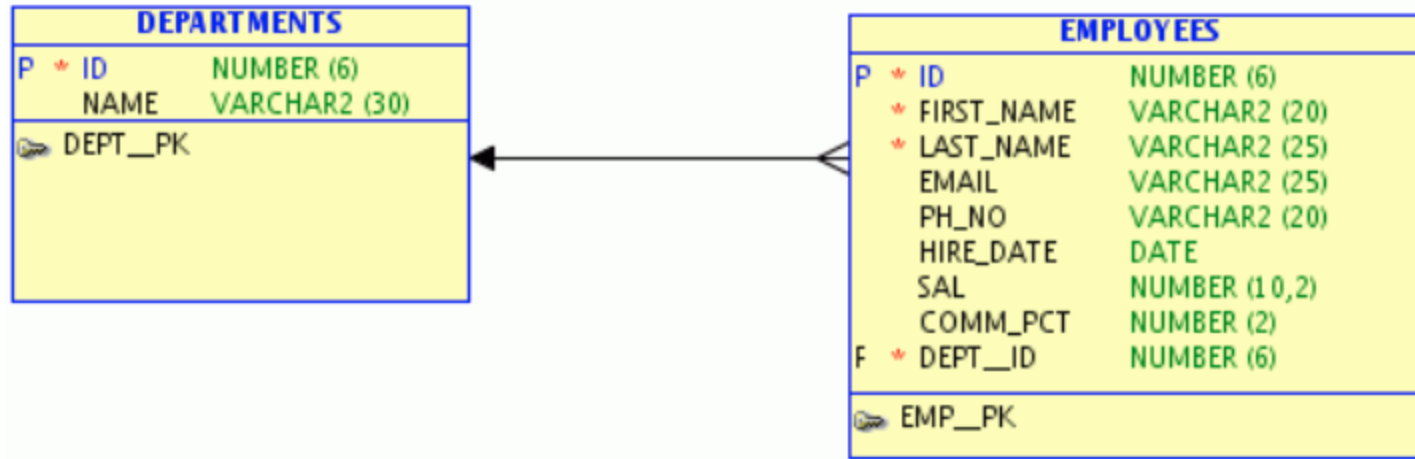 DEPARTMENTS
P * ID NUMBER (6)
NAME VARCHAR2 (30)
DEPT__PK
EMPLOYEES
P * ID NUMBER (6)
* FIRST_NAME VARCHAR2 (20)
* LAST_NAME VARCHAR2 (25)
EMAIL VARCHAR2 (25)
PH_NO VARCHAR2 (20)
HIRE_DATE DATE
SAL NUMBER (10,2)
COMM_PCT NUMBER (2)
F * DEPT__ID NUMBER (6)
EMP__PK